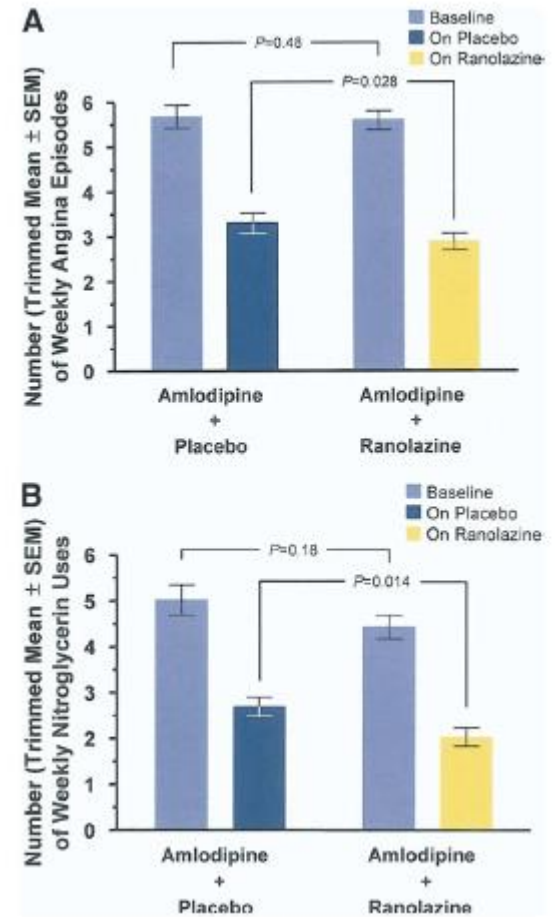 A
Baseline
On Placebo
On Ranolazine
P=0.48
P=0.028
Number (Trimmed Mean ± SEM)
of Weekly Angina Episodes
6
5
4
3
2
1
0
Amlodipine
+
Placebo
Amlodipine
+
Ranolazine
B
Baseline
On Placebo
On Ranolazine
P=0.18
P=0.014
Number (Trimmed Mean ± SEM)
of Weekly Nitroglycerin Uses
6
5
4
3
2
1
0
Amlodipine
+
Placebo
Amlodipine
+
Ranolazine